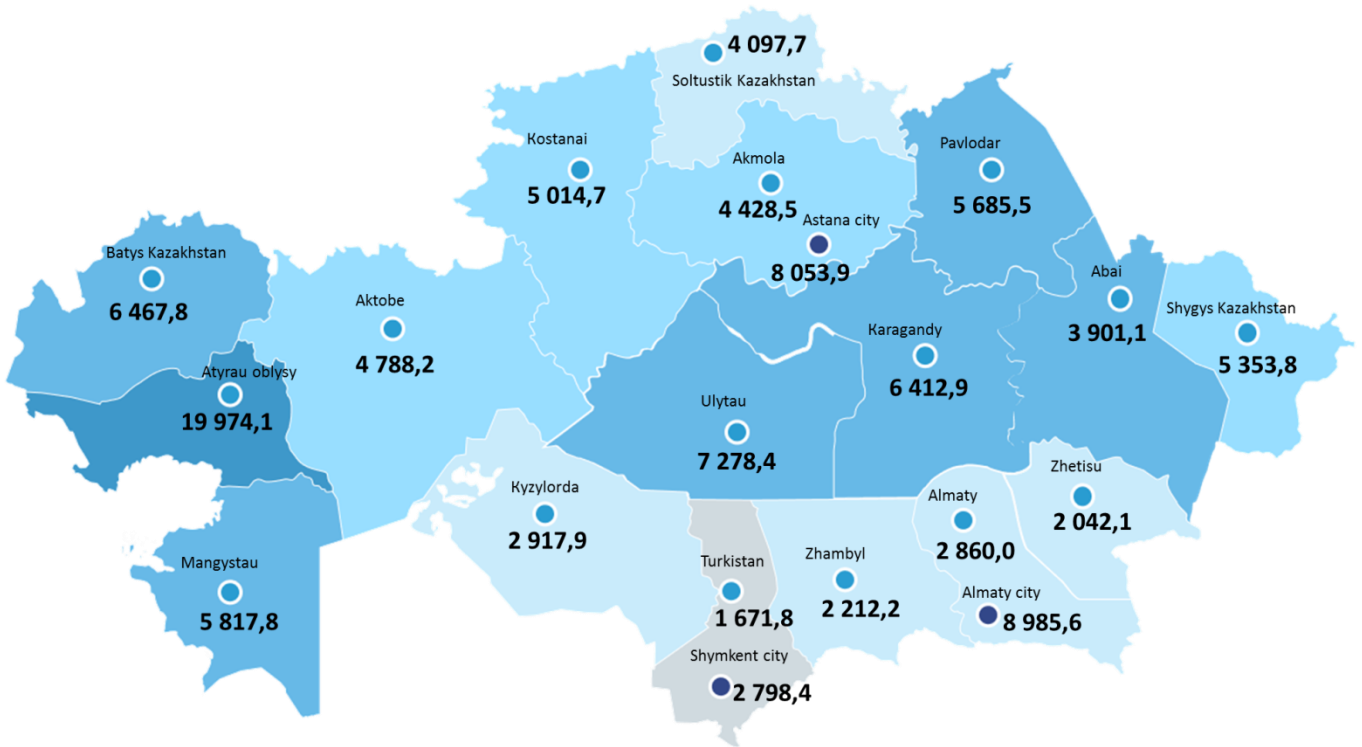 4 097,7
Soltustik Kazakhstan
Kostanai
5 014,7
Akmola
4 428,5
Astana city
8 053,9
Pavlodar
5 685,5
Batys Kazakhstan
6 467,8
Aktobe
4 788,2
Abai
3 901,1
Shygys Kazakhstan
5 353,8
Karagandy
6 412,9
Atyrau oblysy
19 974,1
Ulytau
7 278,4
Kyzylorda
2 917,9
Zhetisu
2 042,1
Almaty
2 860,0
Mangystau
5 817,8
Turkistan
1 671,8
Zhambyl
2 212,2
Almaty city
8 985,6
Shymkent city
2 798,4